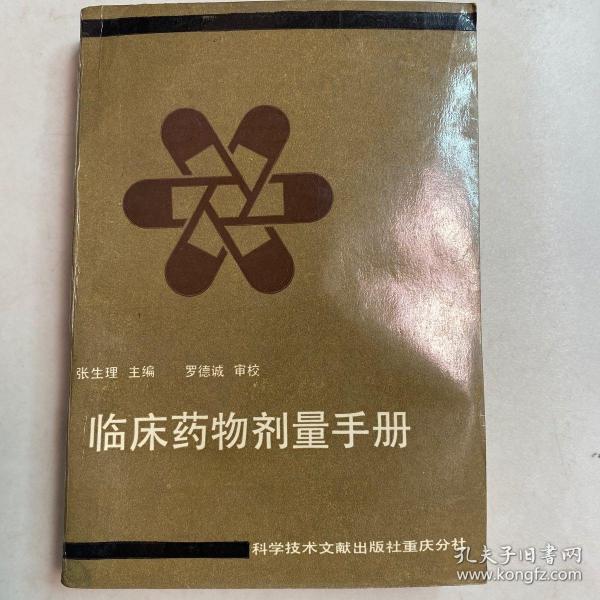 张生理 主编 罗德诚 审校
临床药物剂量手册
科学技术文献出版社重庆分社
孔夫子旧书网
www.kongfz.com